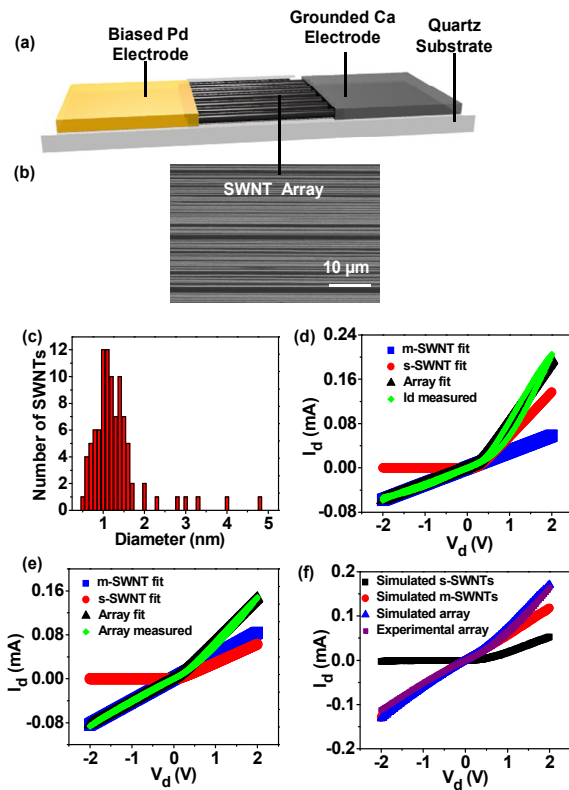 (a)
Biased Pd
Electrode
Grounded Ca
Electrode
Quartz
Substrate
(b)
SWNT Array
10 µm
(c)
Number of SWNTs
12
10
8
6
4
2
0
1
2
3
4
5
Diameter (nm)
(d)
m-SWNT fit
s-SWNT fit
Array fit
Id measured
I_d (mA)
0.24
0.16
0.08
0.00
-0.08
-2
-1
0
1
2
V_d (V)
(e)
m-SWNT fit
s-SWNT fit
Array fit
Array measured
I_d (mA)
0.16
0.08
0.00
-0.08
-2
-1
0
1
2
V_d (V)
(f)
Simulated s-SWNTs
Simulated m-SWNTs
Simulated array
Experimental array
I_d (mA)
0.2
0.1
0.0
-0.1
-0.2
-2
-1
0
1
2
V_d (V)